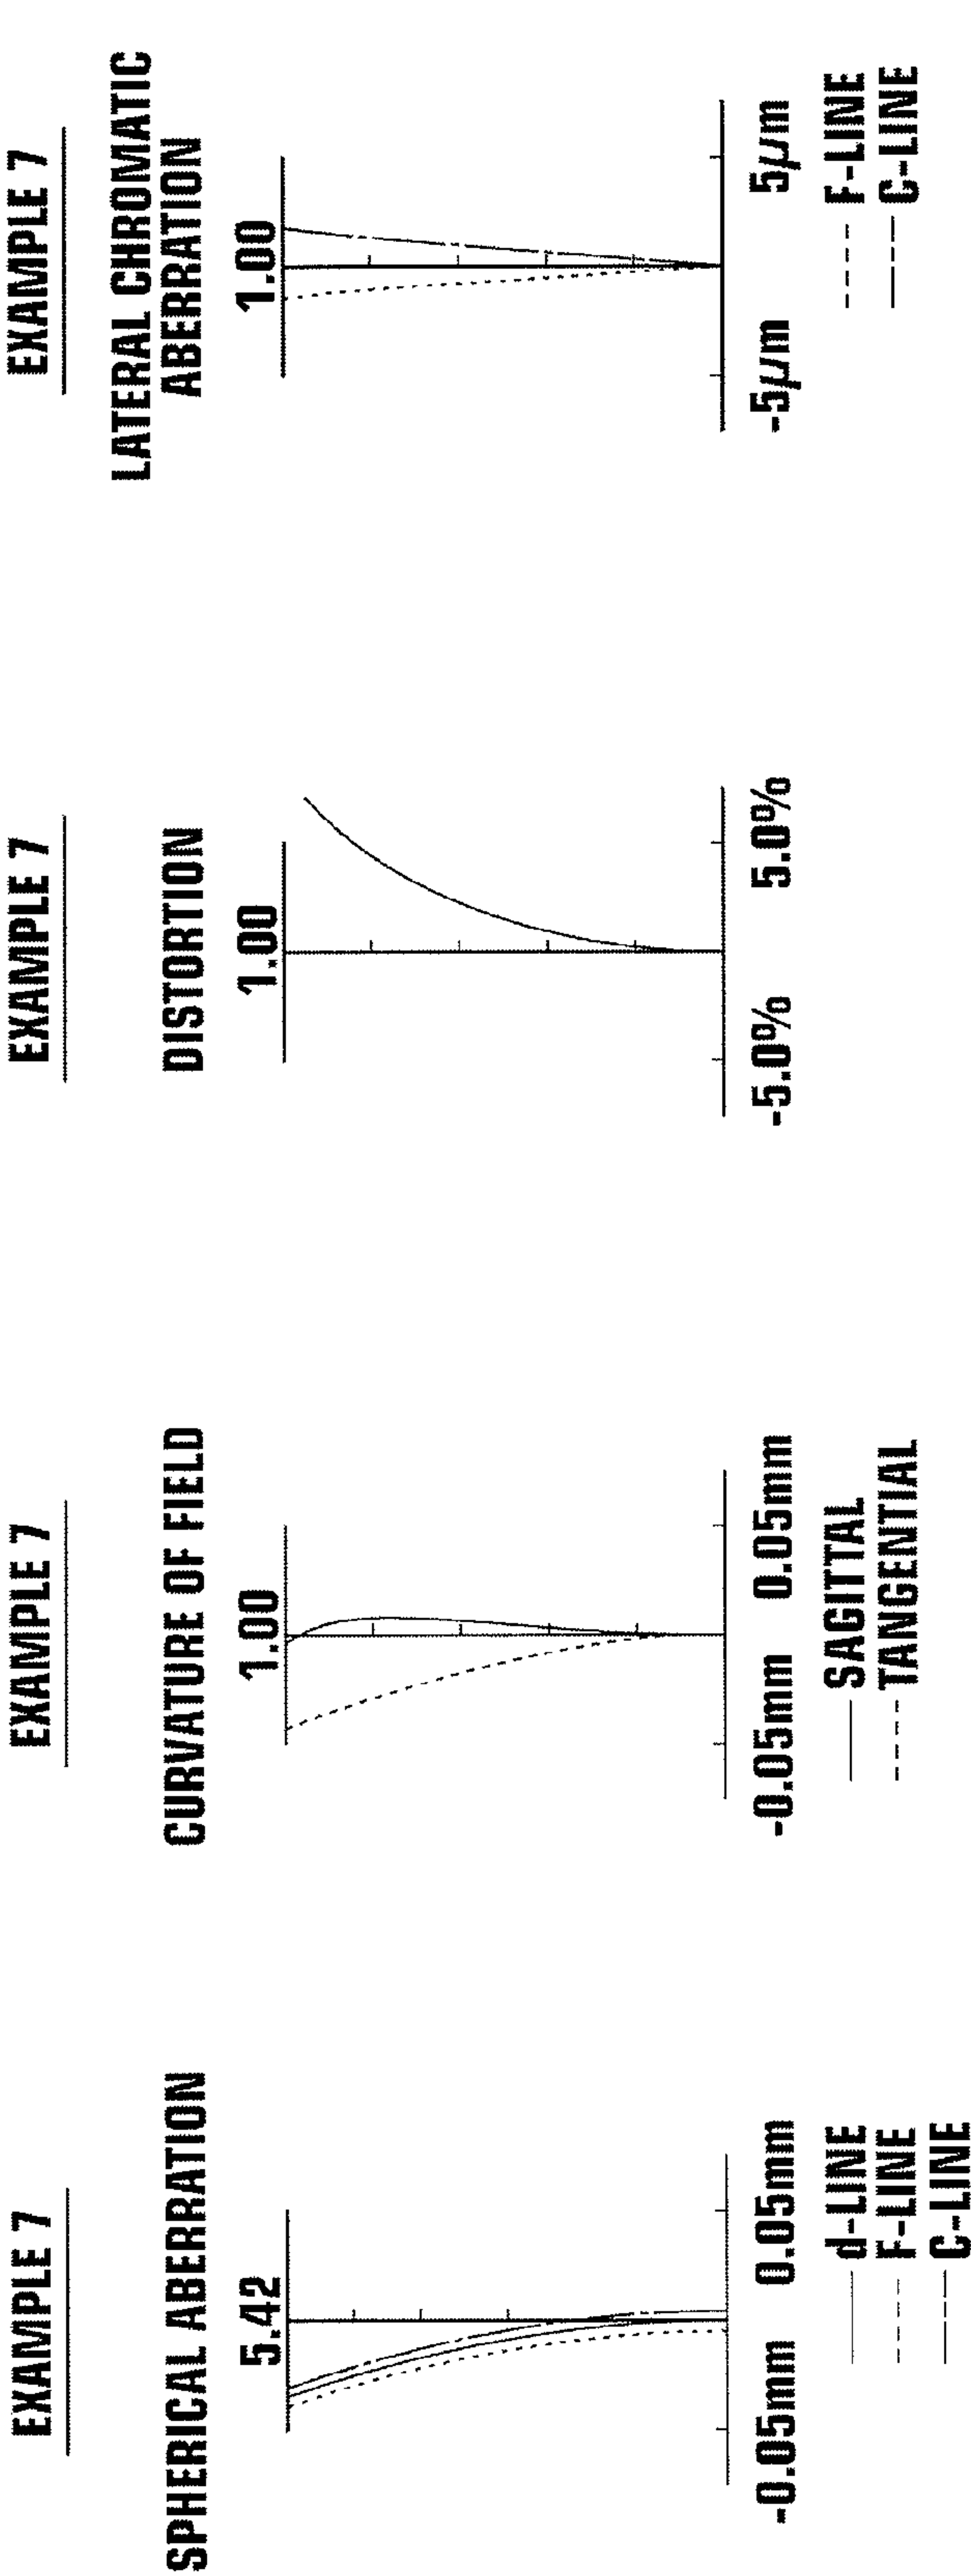 EXAMPLE 7
SPHERICAL ABERRATION
5.42
-0.05mm 0.05mm
d-LINE
F-LINE
C-LINE
EXAMPLE 7
CURVATURE OF FIELD
1.00
-0.05mm 0.05mm
SAGITTAL
TANGENTIAL
EXAMPLE 7
DISTORTION
1.00
-5.0% 5.0%
EXAMPLE 7
LATERAL CHROMATIC
ABERRATION
1.00
-5μm 5μm
F-LINE
C-LINE